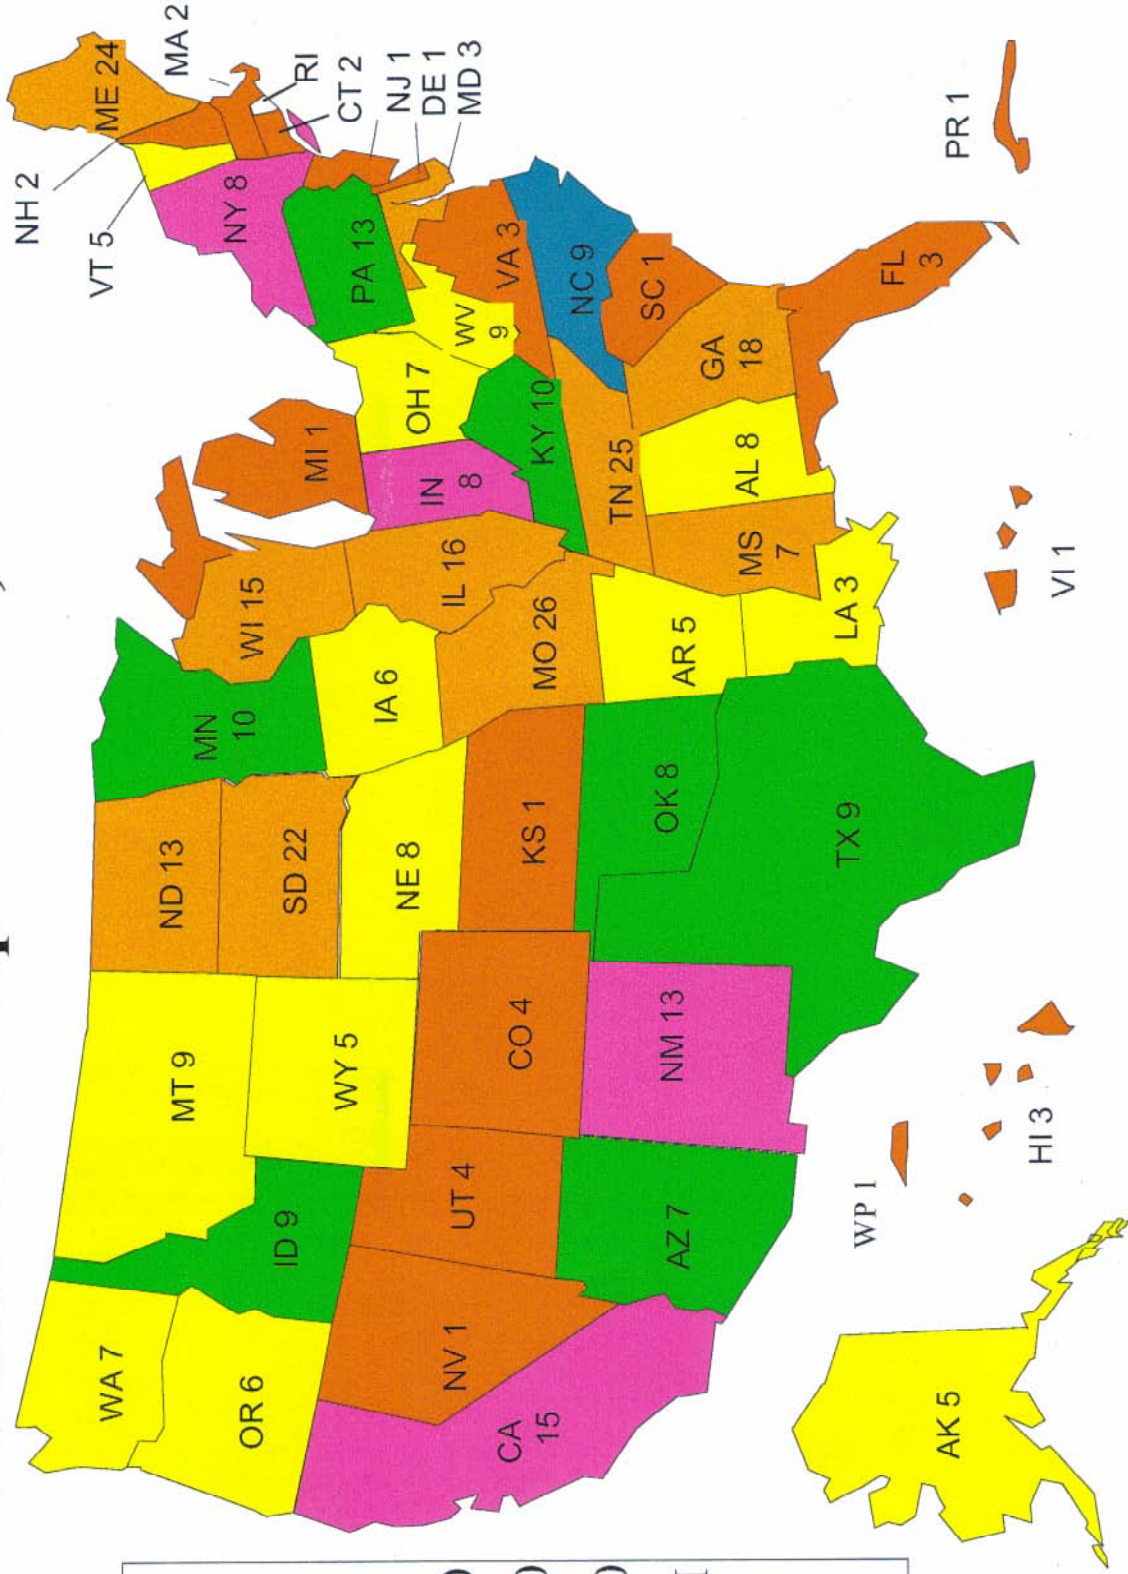 WA 7
OR 6
CA
15
NV 1
ID 9
MT 9
WY 5
UT 4
AZ 7
CO 4
NM 13
ND 13
SD 22
NE 8
KS 1
OK 8
TX 9
MN
10
IA 6
MO 26
AR 5
LA 3
WI 15
IL 16
MS
7
MI 1
IN
8
KY 10
TN 25
AL 8
OH 7
WV
9
GA
18
FL
3
SC 1
NC 9
VA 3
PA 13
NY 8
VT 5
NH 2
ME 24
MA 2
RI
CT 2
NJ 1
DE 1
MD 3
AK 5
WP 1
HI 3
VI 1
PR 1